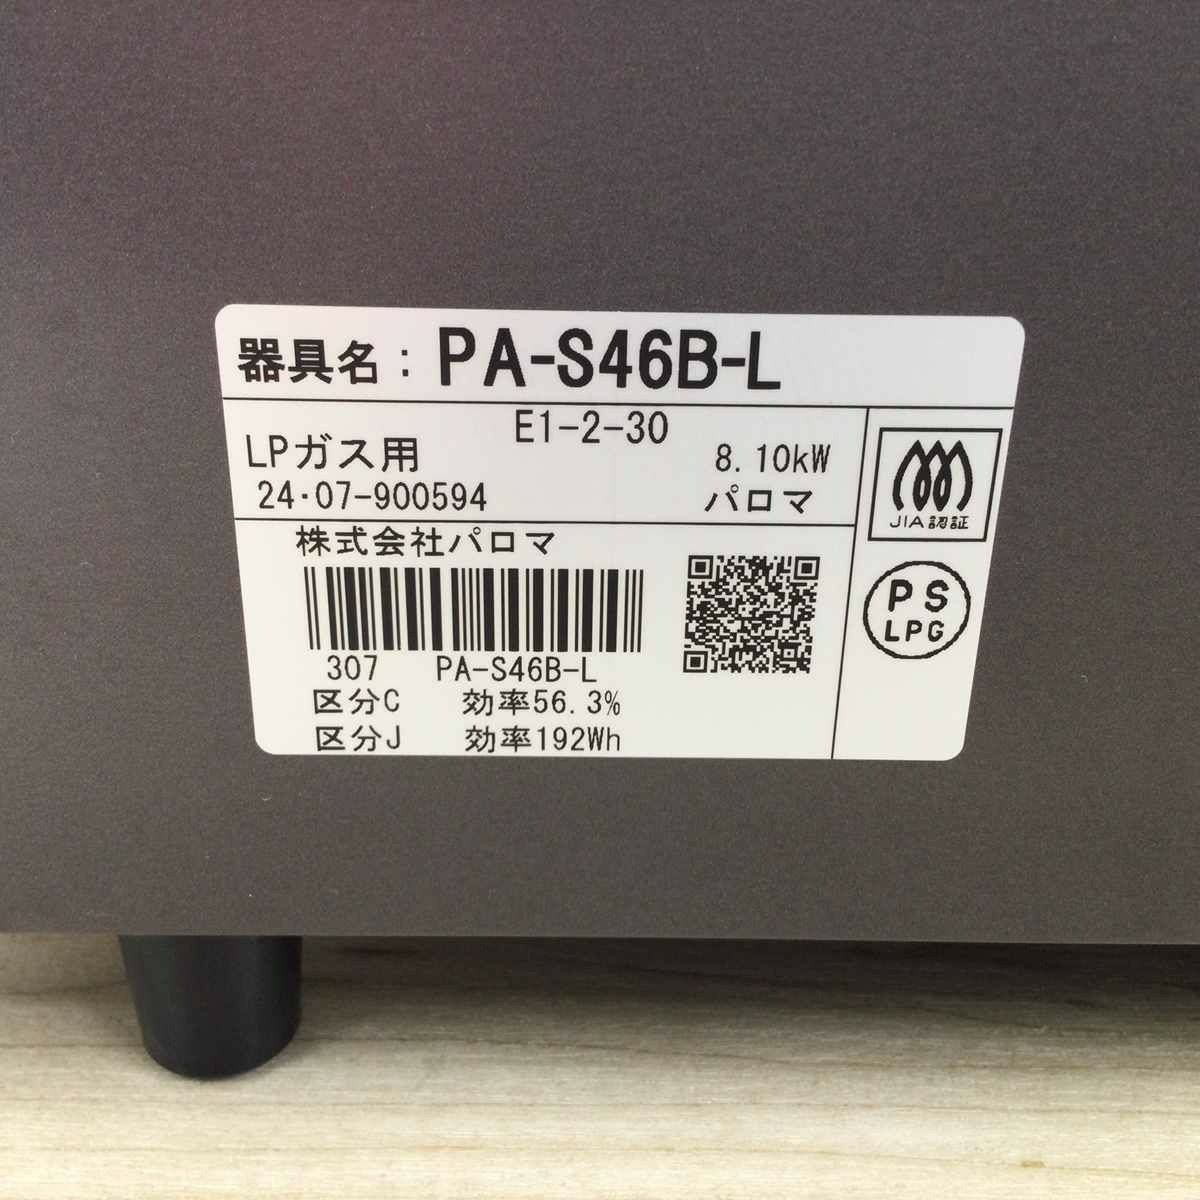 器具名：PA-S46B-L
E1-2-30
LPガス用 8.10kW
24・07-900594 パロマ
株式会社パロマ
307 PA-S46B-L
区分C 効率56.3%
区分J 効率192Wh
JIA認証
PS
LPG